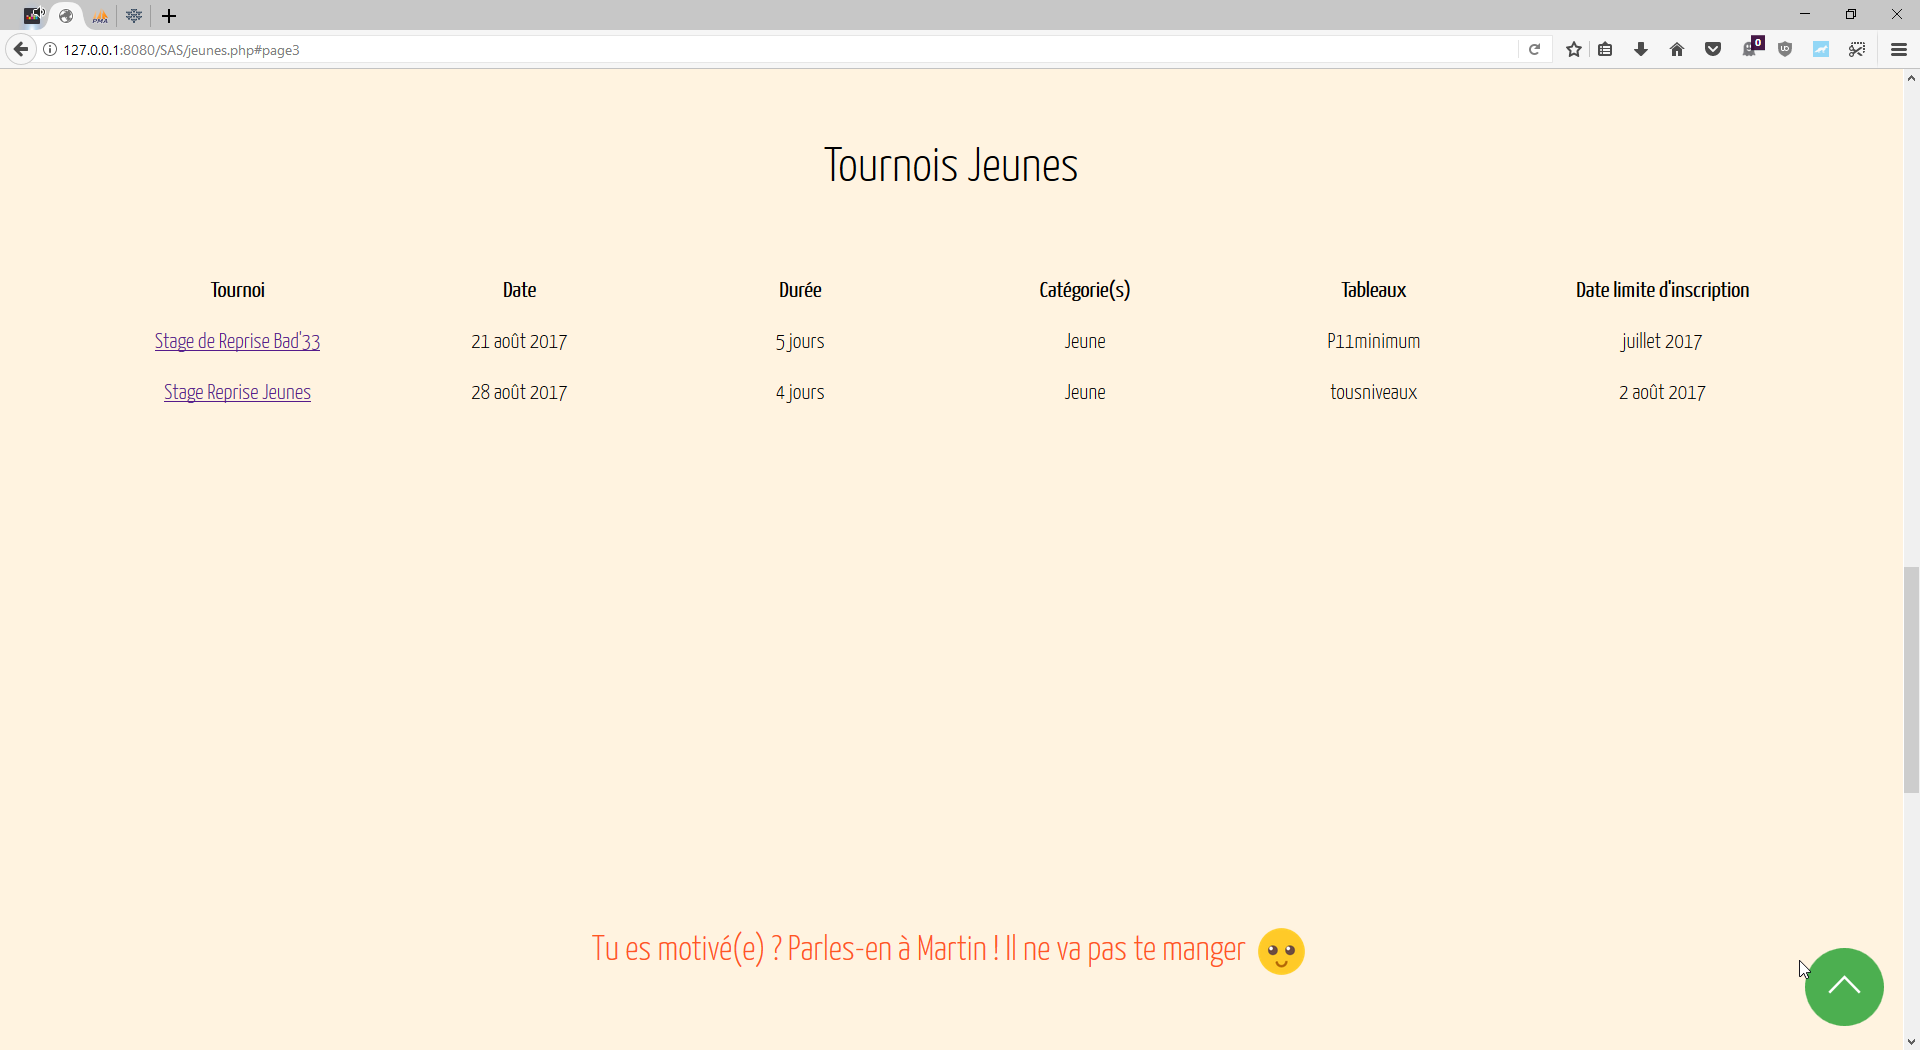 PMA
127.0.0.1:8080/SAS/jeunes.php#page3
0
Tournois Jeunes
Tournoi Date Durée Catégorie(s) Tableaux Date limite d'inscription
Stage de Reprise Bad'33 21 août 2017 5 jours Jeune P11minimum juillet 2017
Stage Reprise Jeunes 28 août 2017 4 jours Jeune tousniveaux 2 août 2017
Tu es motivé(e) ? Parles-en à Martin ! Il ne va pas te manger